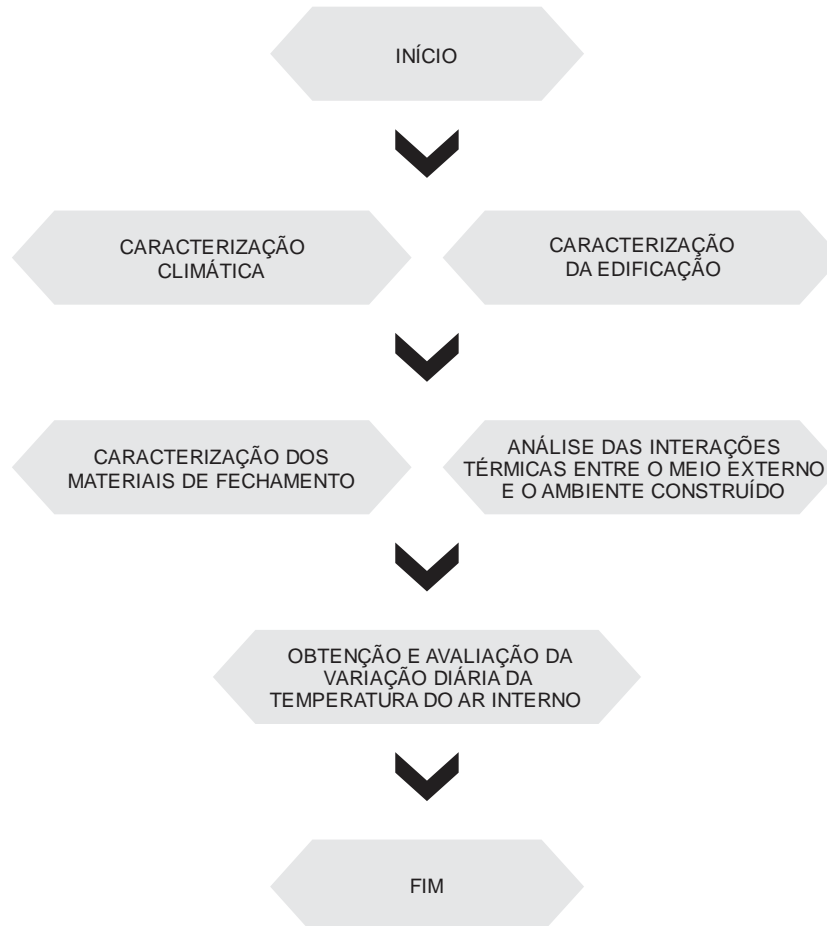 INÍCIO
CARACTERIZAÇÃO
CLIMÁTICA
CARACTERIZAÇÃO
DA EDIFICAÇÃO
CARACTERIZAÇÃO DOS
MATERIAIS DE FECHAMENTO
ANÁLISE DAS INTERAÇÕES
TÉRMICAS ENTRE O MEIO EXTERNO
E O AMBIENTE CONSTRUÍDO
OBTENÇÃO E AVALIAÇÃO DA
VARIAÇÃO DIÁRIA DA
TEMPERATURA DO AR INTERNO
FIM